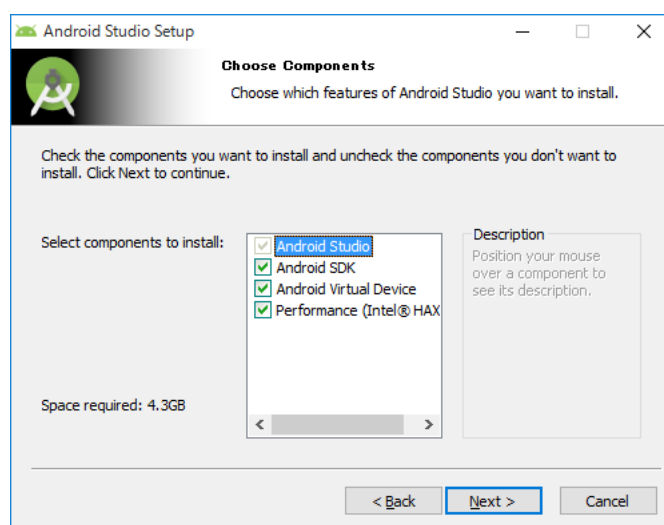 Android Studio Setup
Choose Components
Choose which features of Android Studio you want to install.
Check the components you want to install and uncheck the components you don't want to
install. Click Next to continue.
Select components to install:
Android Studio
Android SDK
Android Virtual Device
Performance (Intel® HAX
Description
Position your mouse
over a component to
see its description.
Space required: 4.3GB
< Back
Next >
Cancel